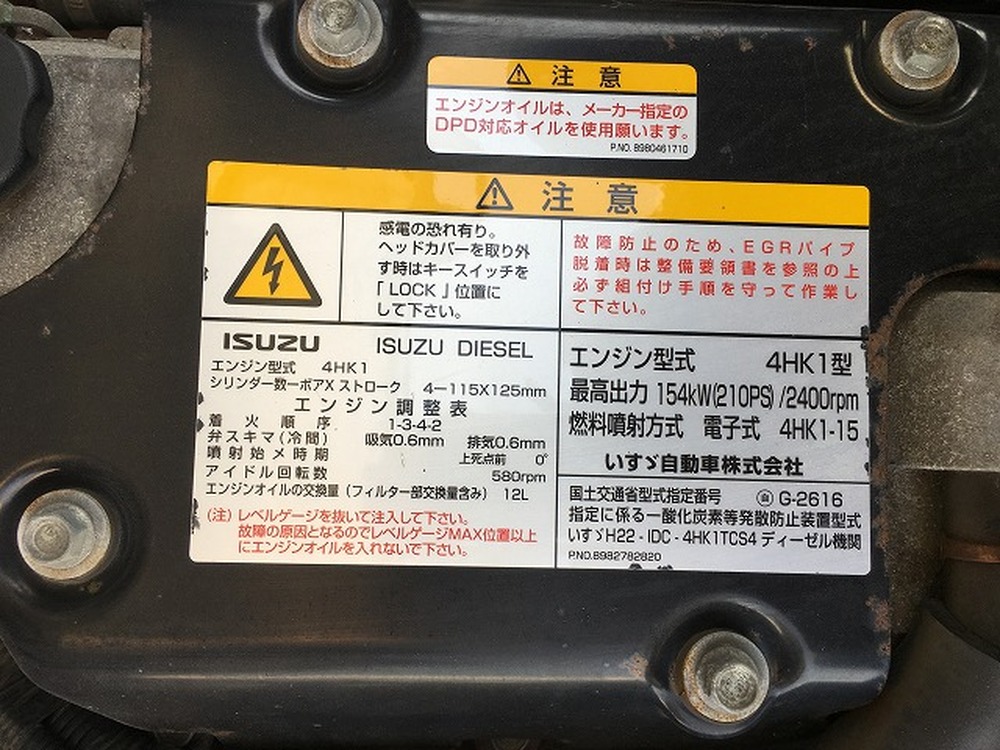 ⚠ 注意
エンジンオイルは、メーカー指定の
DPD対応オイルを使用願います。
P.NO. 8980461710
⚠ 注意
感電の恐れ有り。
ヘッドカバーを取り外
す時はキースイッチを
「LOCK」位置に
して下さい。
故障防止のため、EGRパイプ
脱着時は整備要領書を参照の上
必ず組付け手順を守って作業し
て下さい。
ISUZU ISUZU DIESEL
エンジン型式 4HK1
シリンダ数ーボアX ストローク 4-115X125mm
エンジン調整表
着火順序 1-3-4-2
弁スキマ(冷間) 吸気0.6mm 排気0.6mm
噴射始メ時期 上死点前 0°
アイドル回転数 580rpm
エンジンオイルの交換量(フィルター部交換量含み) 12L
(注)レベルゲージを抜いて注入して下さい。
故障の原因となるのでレベルゲージMAX位置以上
にエンジンオイルを入れないで下さい。
エンジン型式 4HK1型
最高出力 154kW(210PS)/2400rpm
燃料噴射方式 電子式 4HK1-15
いすゞ自動車株式会社
国土交通省型式指定番号 自 G-2616
指定に係る一酸化炭素等発散防止装置型式
いすゞH22-IDC-4HK1TCS4 ディーゼル機関
P.NO.8982782820